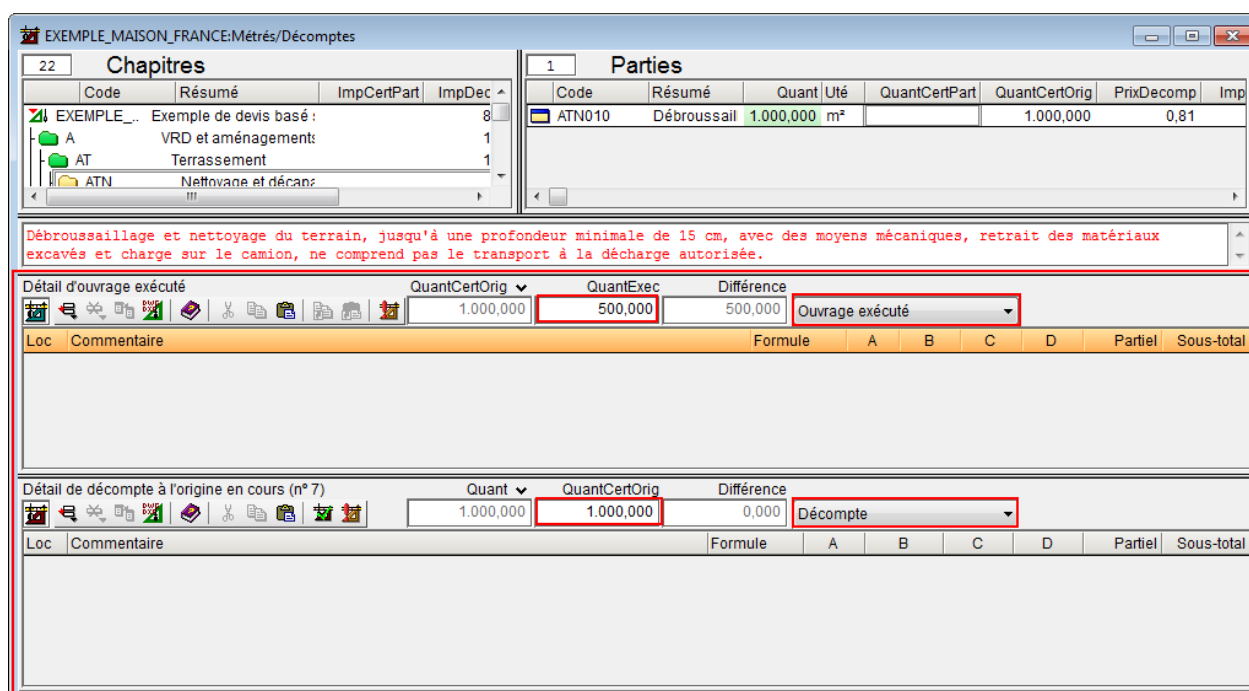 EXEMPLE_MAISON_FRANCE:Métrés/Décomptes
22 Chapitres
Code Résumé ImpCertPart ImpDec
EXEMPLE_.. Exemple de devis basé : 8
A VRD et aménagements 1
AT Terrassement 1
ATN Nettoyage et décapa
1 Parties
Code Résumé Quant Uté QuantCertPart QuantCertOrig PrixDecomp Imp
ATN010 Débroussail 1.000,000 m² 1.000,000 0,81
Débroussaillage et nettoyage du terrain, jusqu'à une profondeur minimale de 15 cm, avec des moyens mécaniques, retrait des matériaux
excavés et charge sur le camion, ne comprend pas le transport à la décharge autorisée.
Détail d'ouvrage exécuté QuantCertOrig QuantExec Différence
1.000,000 500,000 500,000 Ouvrage exécuté
Loc Commentaire Formule A B C D Partiel Sous-total
Détail de décompte à l'origine en cours (nº 7) Quant QuantCertOrig Différence
1.000,000 1.000,000 0,000 Décompte
Loc Commentaire Formule A B C D Partiel Sous-total